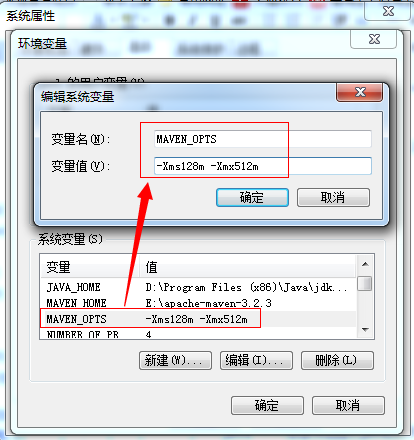 系统属性
环境变量
的用户变量(U)
编辑系统变量
变量名(N):
MAVEN_OPTS
变量值(V):
-Xms128m -Xmx512m
确定
取消
系统变量(S)
变量 值
JAVA_HOME D:\Program Files (x86)\Java\jdk...
MAVEN_HOME E:\apache-maven-3.2.3
MAVEN_OPTS -Xms128m -Xmx512m
NUMBER_OF_PR 4
新建(W)...
编辑(I)...
删除(L)
确定
取消